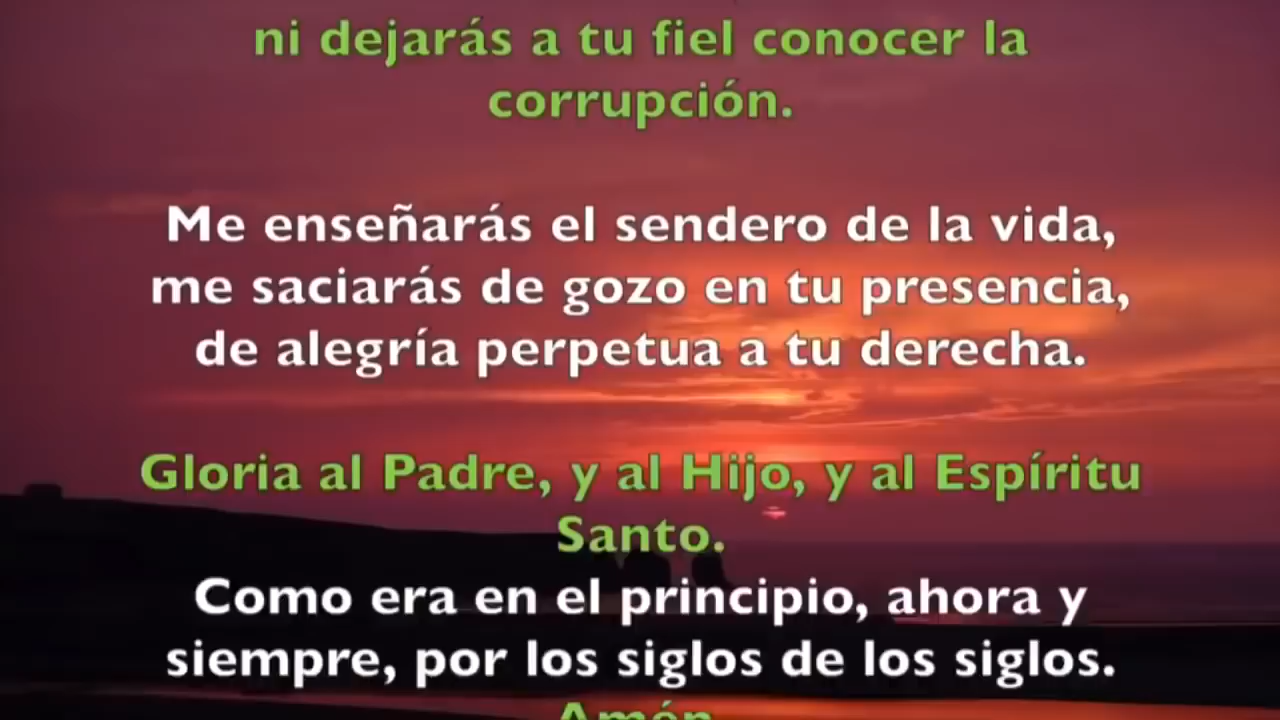 ni dejarás a tu fiel conocer la
corrupción.
Me enseñarás el sendero de la vida,
me saciarás de gozo en tu presencia,
de alegría perpetua a tu derecha.
Gloria al Padre, y al Hijo, y al Espíritu
Santo.
Como era en el principio, ahora y
siempre, por los siglos de los siglos.
Amén